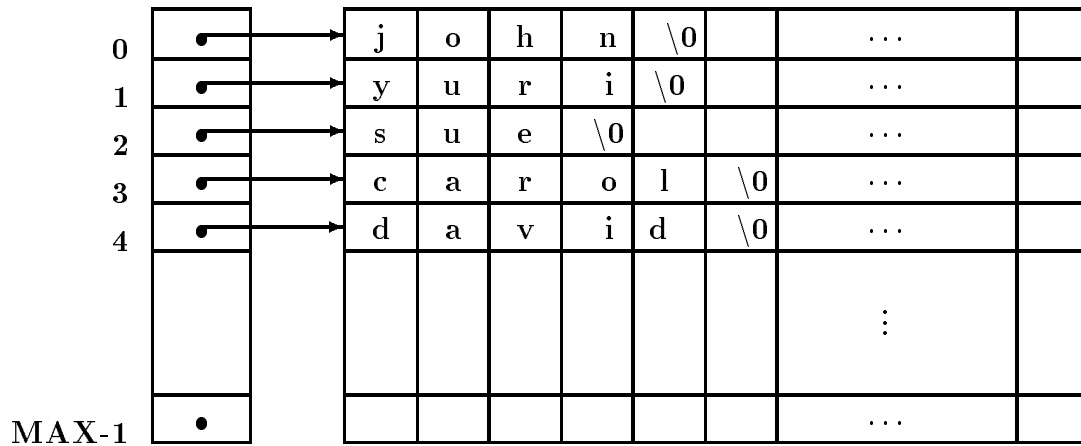 0 j o h n \0 ...
1 y u r i \0 ...
2 s u e \0 ...
3 c a r o l \0 ...
4 d a v i d \0 ...
⋮
MAX-1 ...